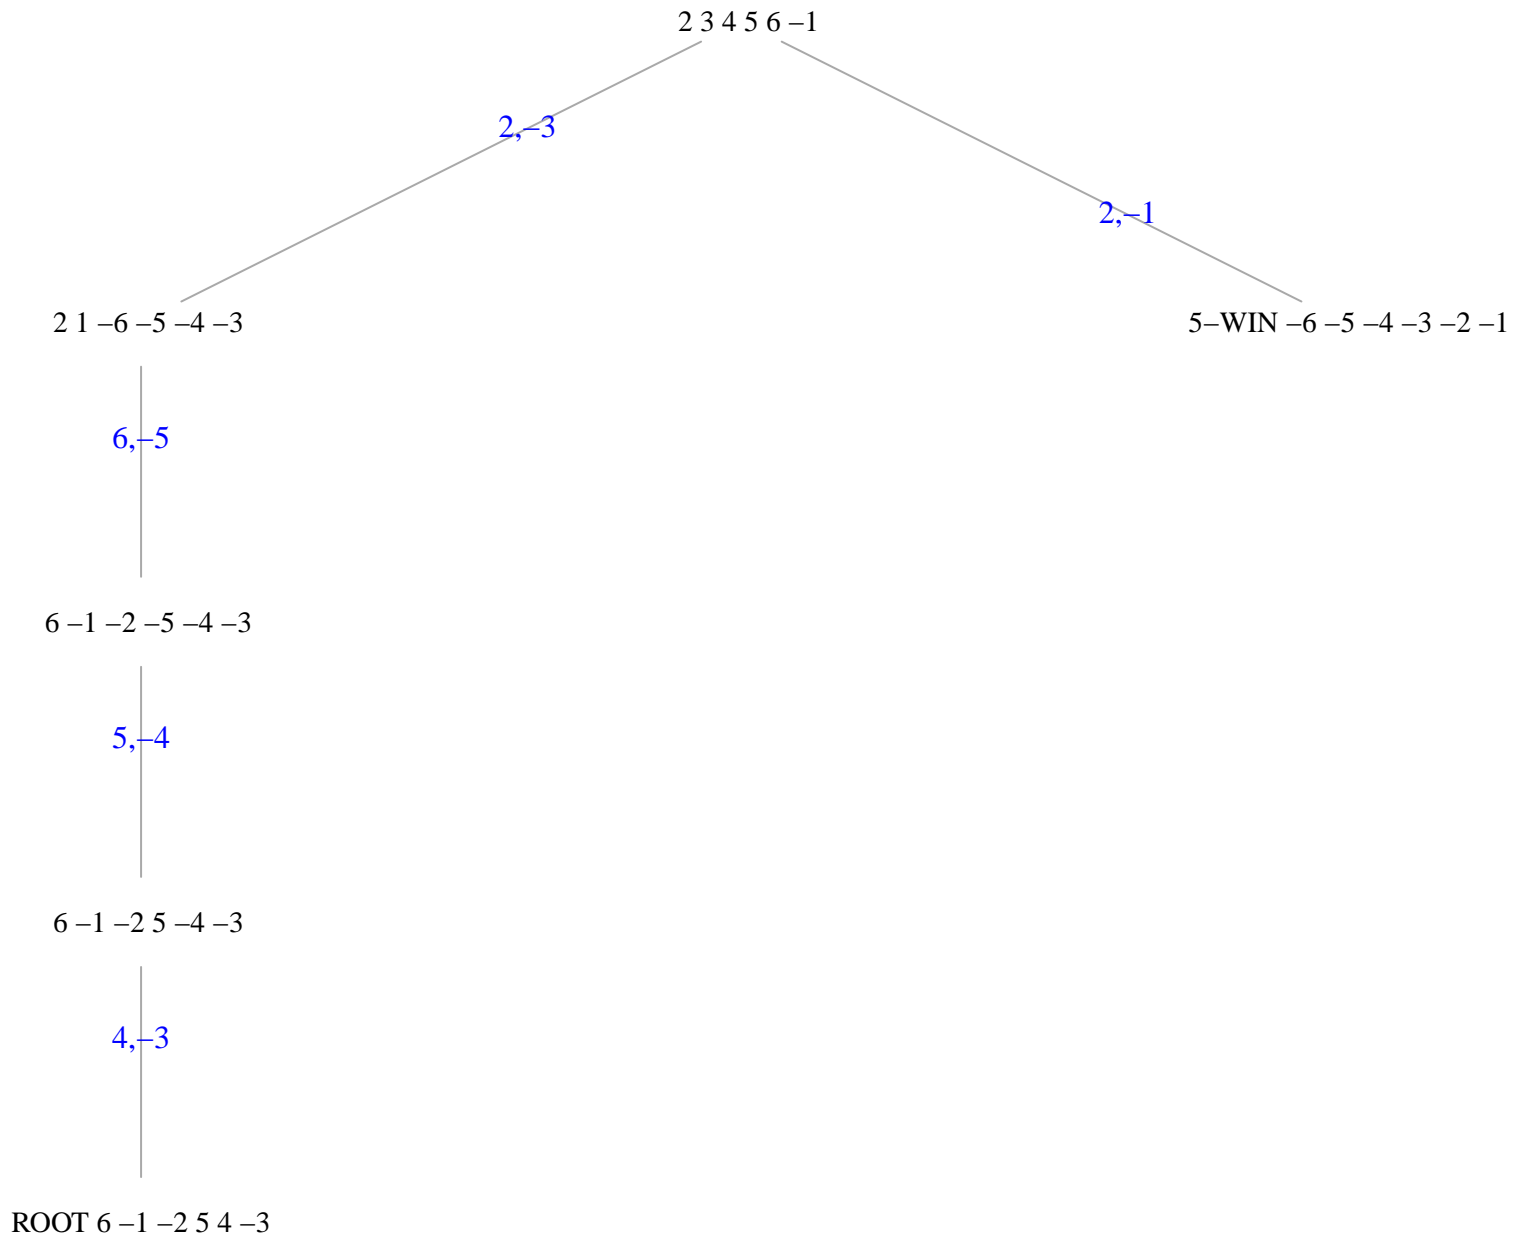 2 3 4 5 6 –1
2,–3
2,–1
2 1 –6 –5 –4 –3
5–WIN –6 –5 –4 –3 –2 –1
6,–5
6 –1 –2 –5 –4 –3
5,–4
6 –1 –2 5 –4 –3
4,–3
ROOT 6 –1 –2 5 4 –3